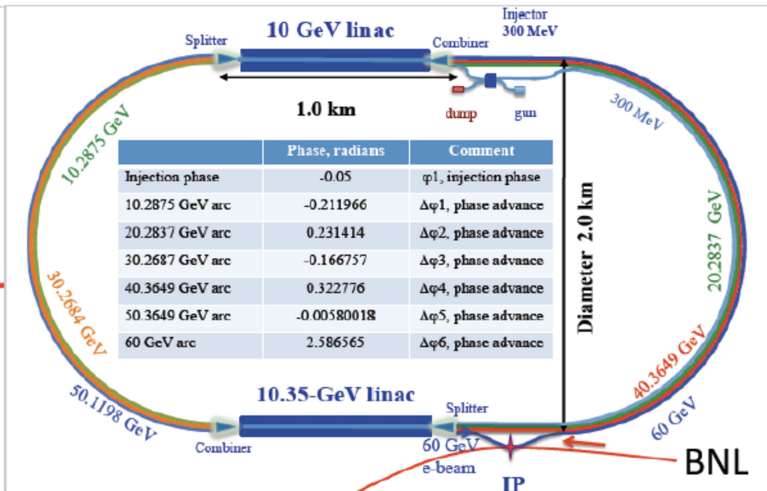 Injector
300 MeV
10 GeV linac
Splitter
Combiner
1.0 km
dump
gun
300 MeV
10.2875 GeV
Phase, radians Comment
Injection phase -0.05 φ1, injection phase
10.2875 GeV arc -0.211966 Δφ1, phase advance
20.2837 GeV arc 0.231414 Δφ2, phase advance
30.2687 GeV arc -0.166757 Δφ3, phase advance
40.3649 GeV arc 0.322776 Δφ4, phase advance
50.3649 GeV arc -0.00580018 Δφ5, phase advance
60 GeV arc 2.586565 Δφ6, phase advance
Diameter 2.0 km
20.2837 GeV
30.2684 GeV
40.3649 GeV
50.1198 GeV
60 GeV
10.35-GeV linac
Splitter
Combiner
60 GeV
e-beam
IP
BNL